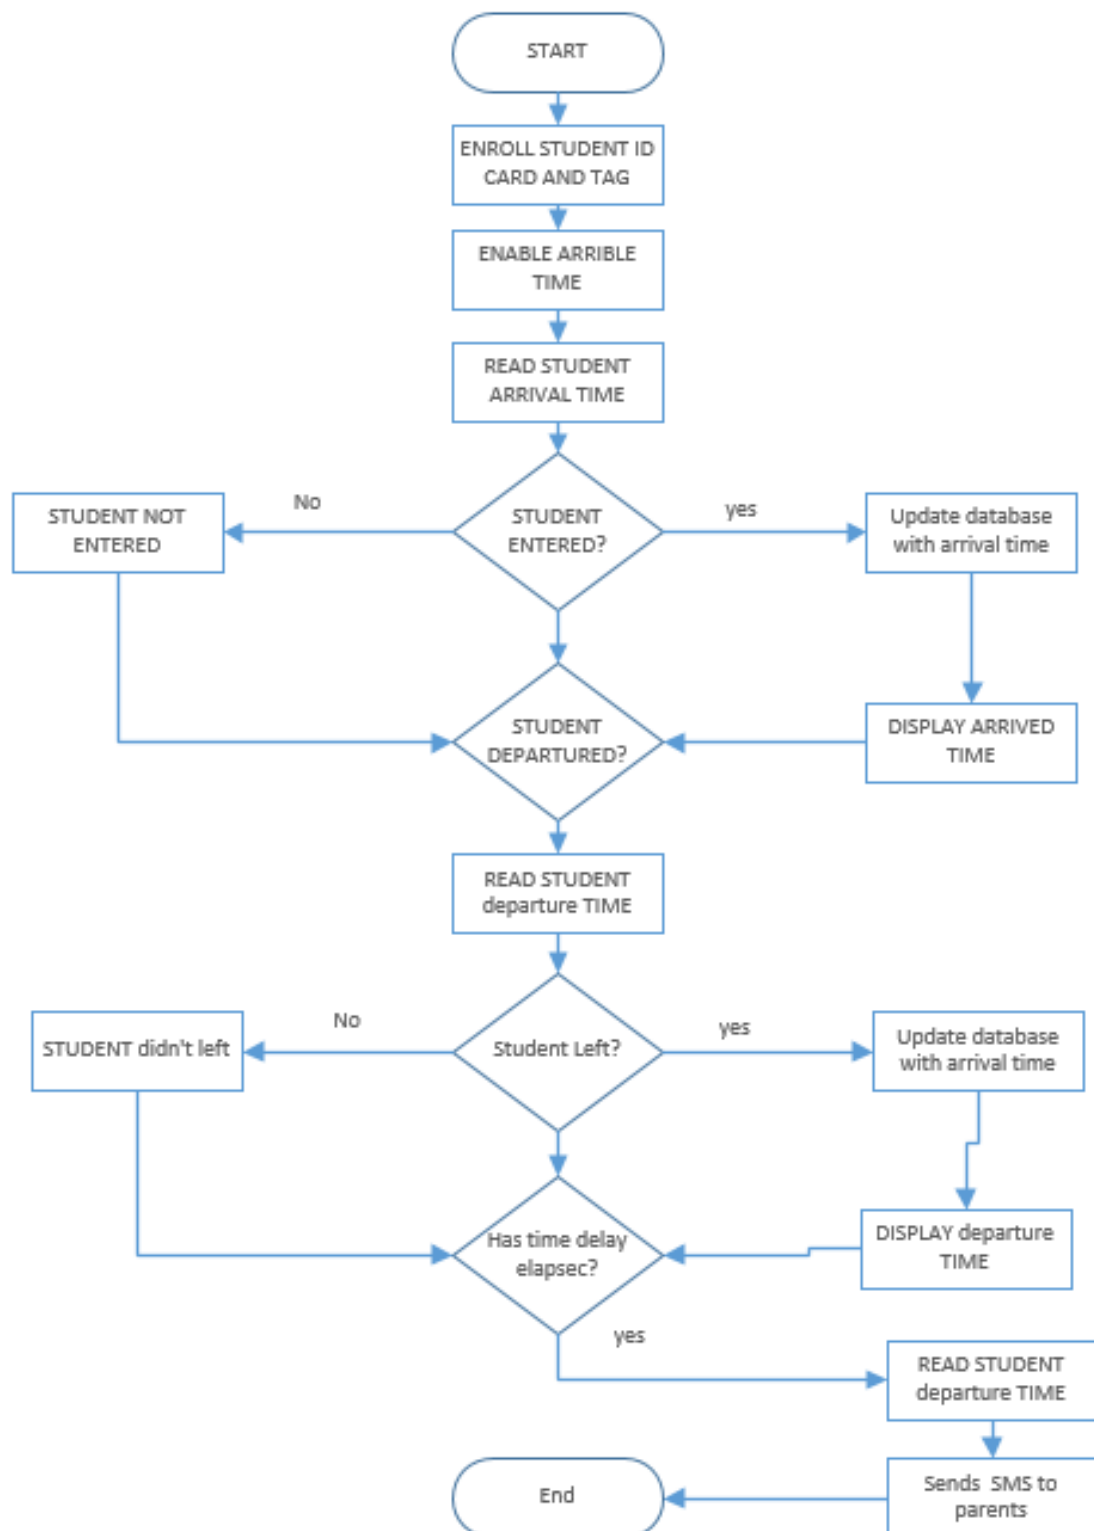 START
ENROLL STUDENT ID
CARD AND TAG
ENABLE ARRIBLE
TIME
READ STUDENT
ARRIVAL TIME
No
yes
STUDENT NOT
ENTERED
STUDENT
ENTERED?
Update database
with arrival time
STUDENT
DEPARTURED?
DISPLAY ARRIVED
TIME
READ STUDENT
departure TIME
No
yes
STUDENT didn't left
Student Left?
Update database
with arrival time
Has time delay
elapsec?
DISPLAY departure
TIME
yes
READ STUDENT
departure TIME
End
Sends SMS to
parents